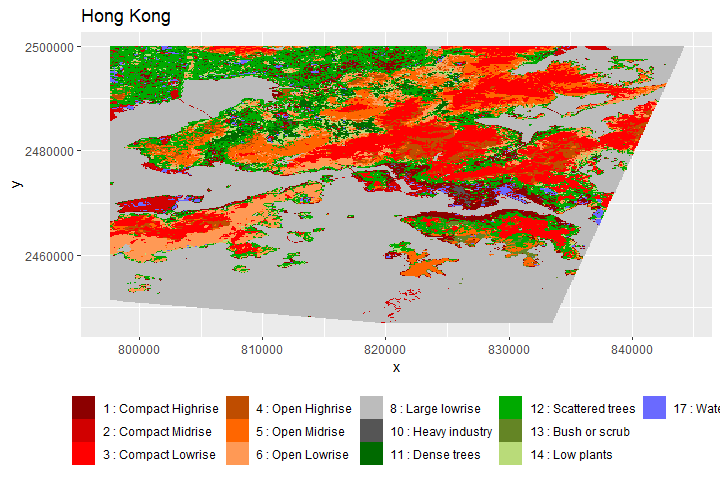 Hong Kong
2500000
2480000
2460000
y
800000 810000 820000 830000 840000
x
1 : Compact Highrise 4 : Open Highrise 8 : Large lowrise 12 : Scattered trees 17 : Wate
2 : Compact Midrise 5 : Open Midrise 10 : Heavy industry 13 : Bush or scrub
3 : Compact Lowrise 6 : Open Lowrise 11 : Dense trees 14 : Low plants